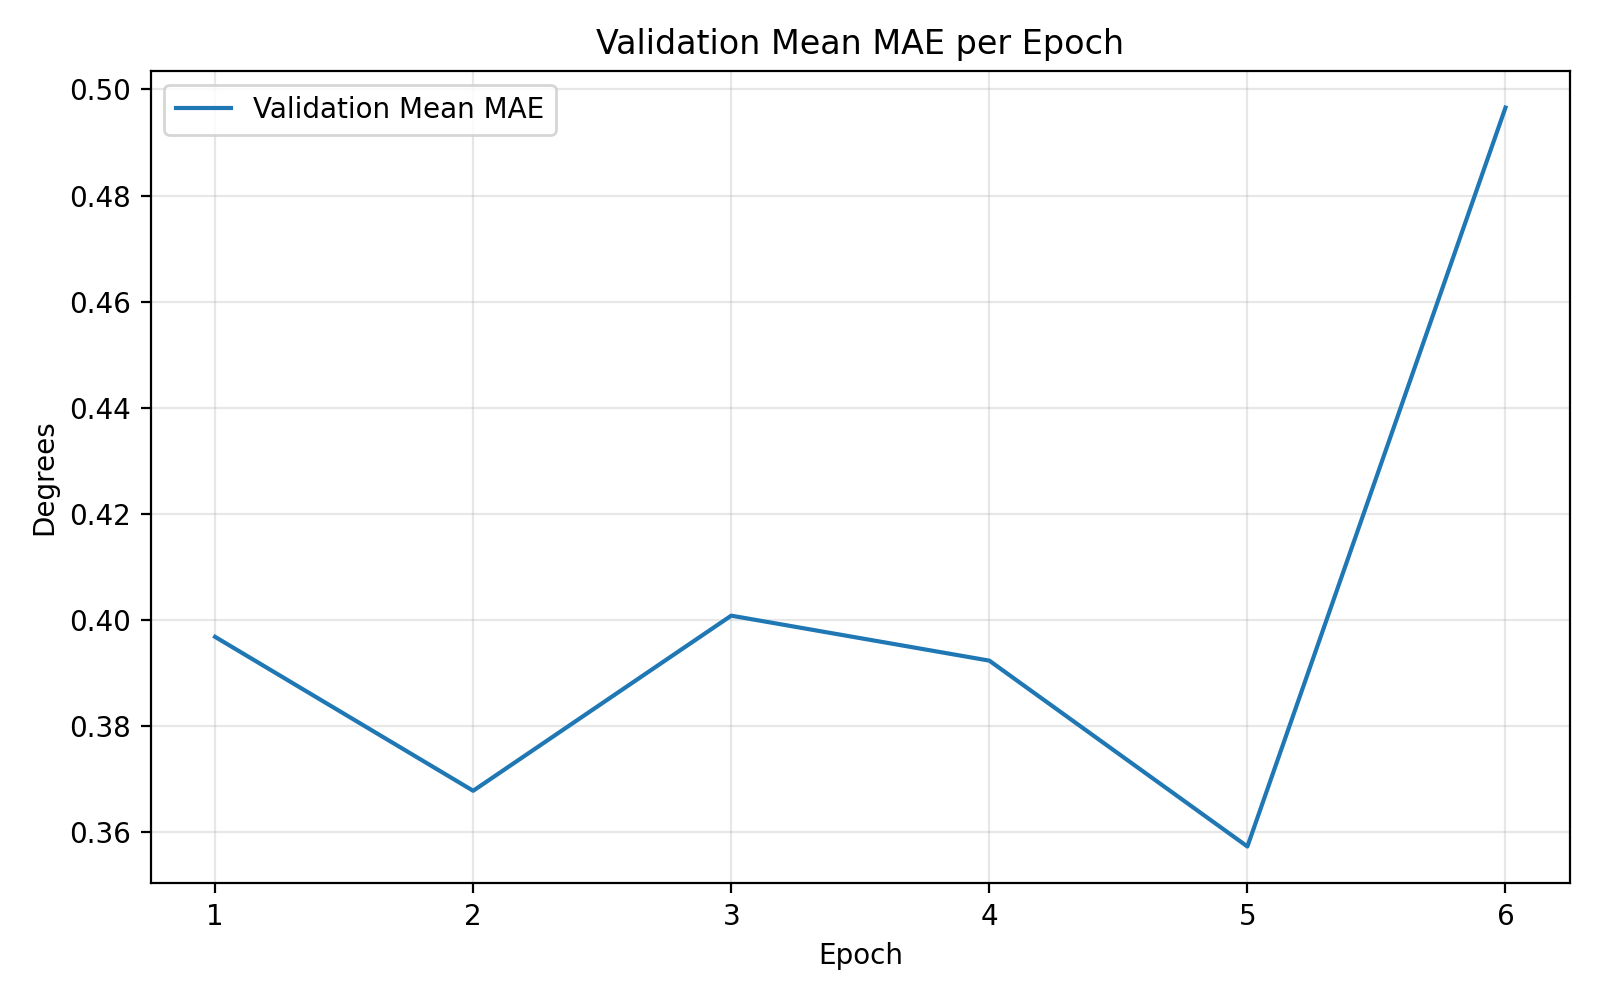 Validation Mean MAE per Epoch
Validation Mean MAE
0.50
0.48
0.46
0.44
0.42
0.40
0.38
0.36
Degrees
1 2 3 4 5 6
Epoch